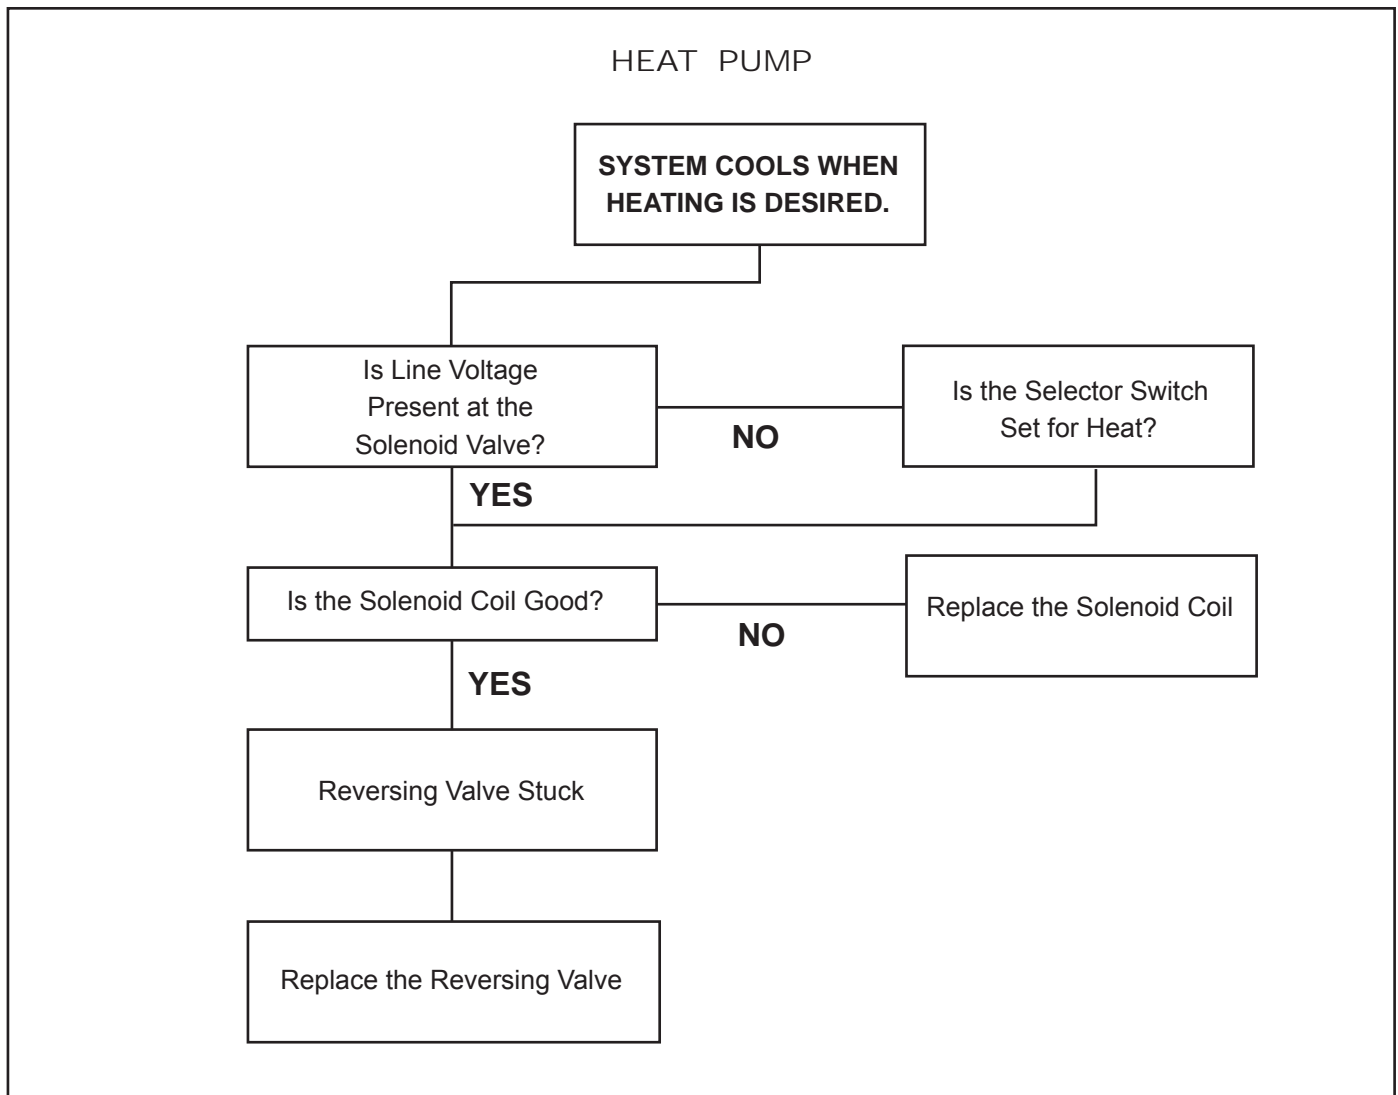 HEAT PUMP
SYSTEM COOLS WHEN
HEATING IS DESIRED.
Is Line Voltage
Present at the
Solenoid Valve?
NO
Is the Selector Switch
Set for Heat?
YES
Is the Solenoid Coil Good?
NO
Replace the Solenoid Coil
YES
Reversing Valve Stuck
Replace the Reversing Valve